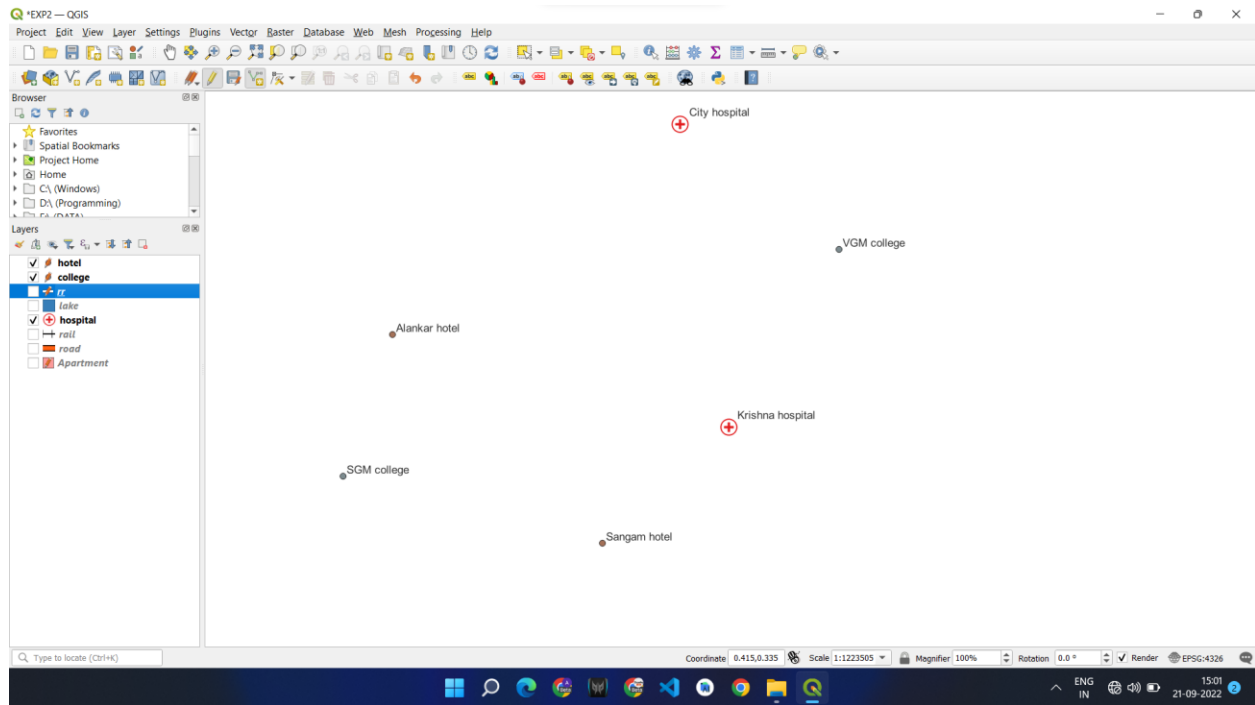 *EXP2 — QGIS
Project Edit View Layer Settings Plugins Vector Raster Database Web Mesh Processing Help
Browser
Favorites
Spatial Bookmarks
Project Home
Home
C:\ (Windows)
D:\ (Programming)
Layers
hotel
college
rr
lake
hospital
rail
road
Apartment
City hospital
VGM college
Alankar hotel
Krishna hospital
SGM college
Sangam hotel
Type to locate (Ctrl+K)
Coordinate 0.415,0.335 Scale 1:1223505 Magnifier 100% Rotation 0.0 ° Render EPSG:4326
ENG
IN
15:01
21-09-2022
2